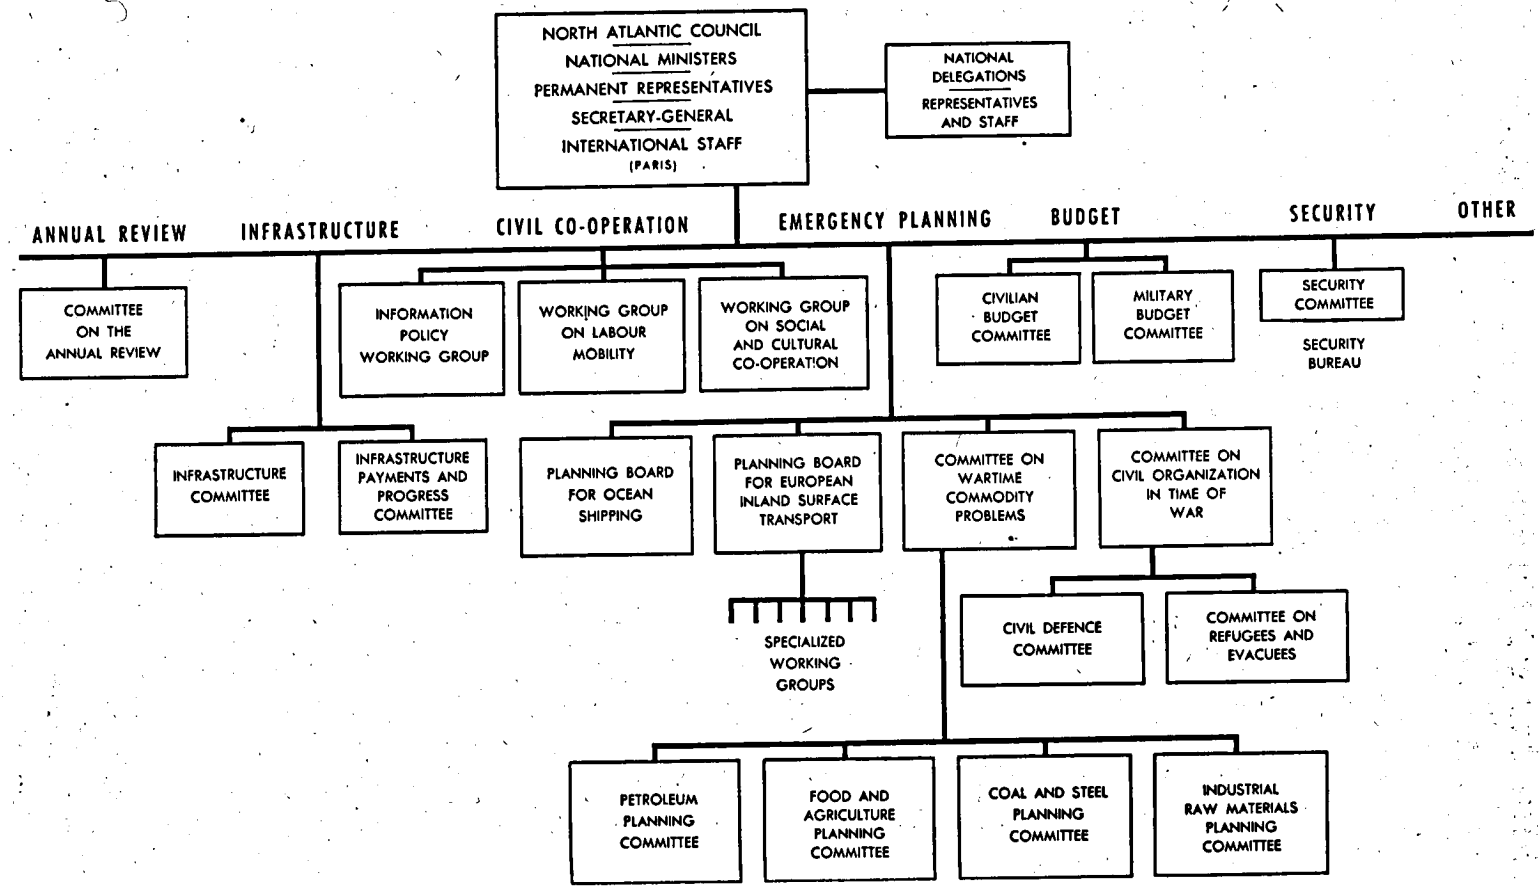 NORTH ATLANTIC COUNCIL
NATIONAL MINISTERS
PERMANENT REPRESENTATIVES
SECRETARY-GENERAL
INTERNATIONAL STAFF
(PARIS)
NATIONAL
DELEGATIONS
REPRESENTATIVES
AND STAFF
ANNUAL REVIEW
INFRASTRUCTURE
CIVIL CO-OPERATION
EMERGENCY PLANNING
BUDGET
SECURITY
OTHER
COMMITTEE
ON THE
ANNUAL REVIEW
INFORMATION
POLICY
WORKING GROUP
WORKING GROUP
ON LABOUR
MOBILITY
WORKING GROUP
ON SOCIAL
AND CULTURAL
CO-OPERATION
CIVILIAN
BUDGET
COMMITTEE
MILITARY
BUDGET
COMMITTEE
SECURITY
COMMITTEE
SECURITY
BUREAU
INFRASTRUCTURE
COMMITTEE
INFRASTRUCTURE
PAYMENTS AND
PROGRESS
COMMITTEE
PLANNING BOARD
FOR OCEAN
SHIPPING
PLANNING BOARD
FOR EUROPEAN
INLAND SURFACE
TRANSPORT
COMMITTEE ON
WARTIME
COMMODITY
PROBLEMS
COMMITTEE ON
CIVIL ORGANIZATION
IN TIME OF
WAR
SPECIALIZED
WORKING
GROUPS
CIVIL DEFENCE
COMMITTEE
COMMITTEE ON
REFUGEES AND
EVACUEES
PETROLEUM
PLANNING
COMMITTEE
FOOD AND
AGRICULTURE
PLANNING
COMMITTEE
COAL AND STEEL
PLANNING
COMMITTEE
INDUSTRIAL
RAW MATERIALS
PLANNING
COMMITTEE